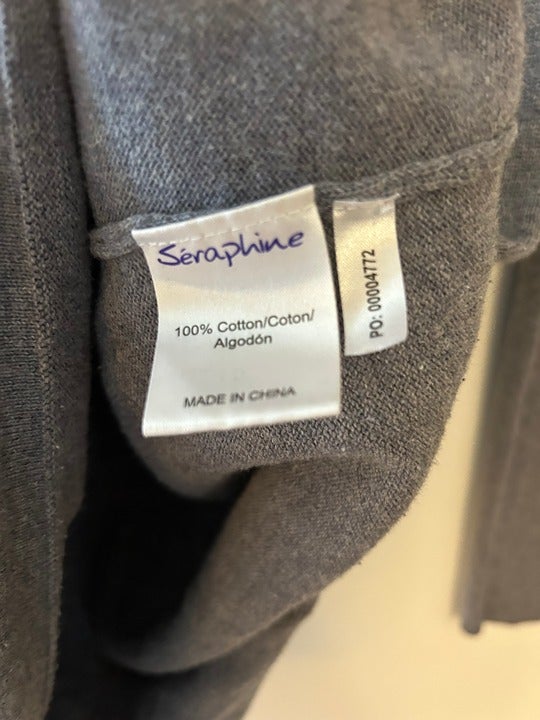 Séraphine
100% Cotton/Coton/
Algodón
MADE IN CHINA
PO: 00004772